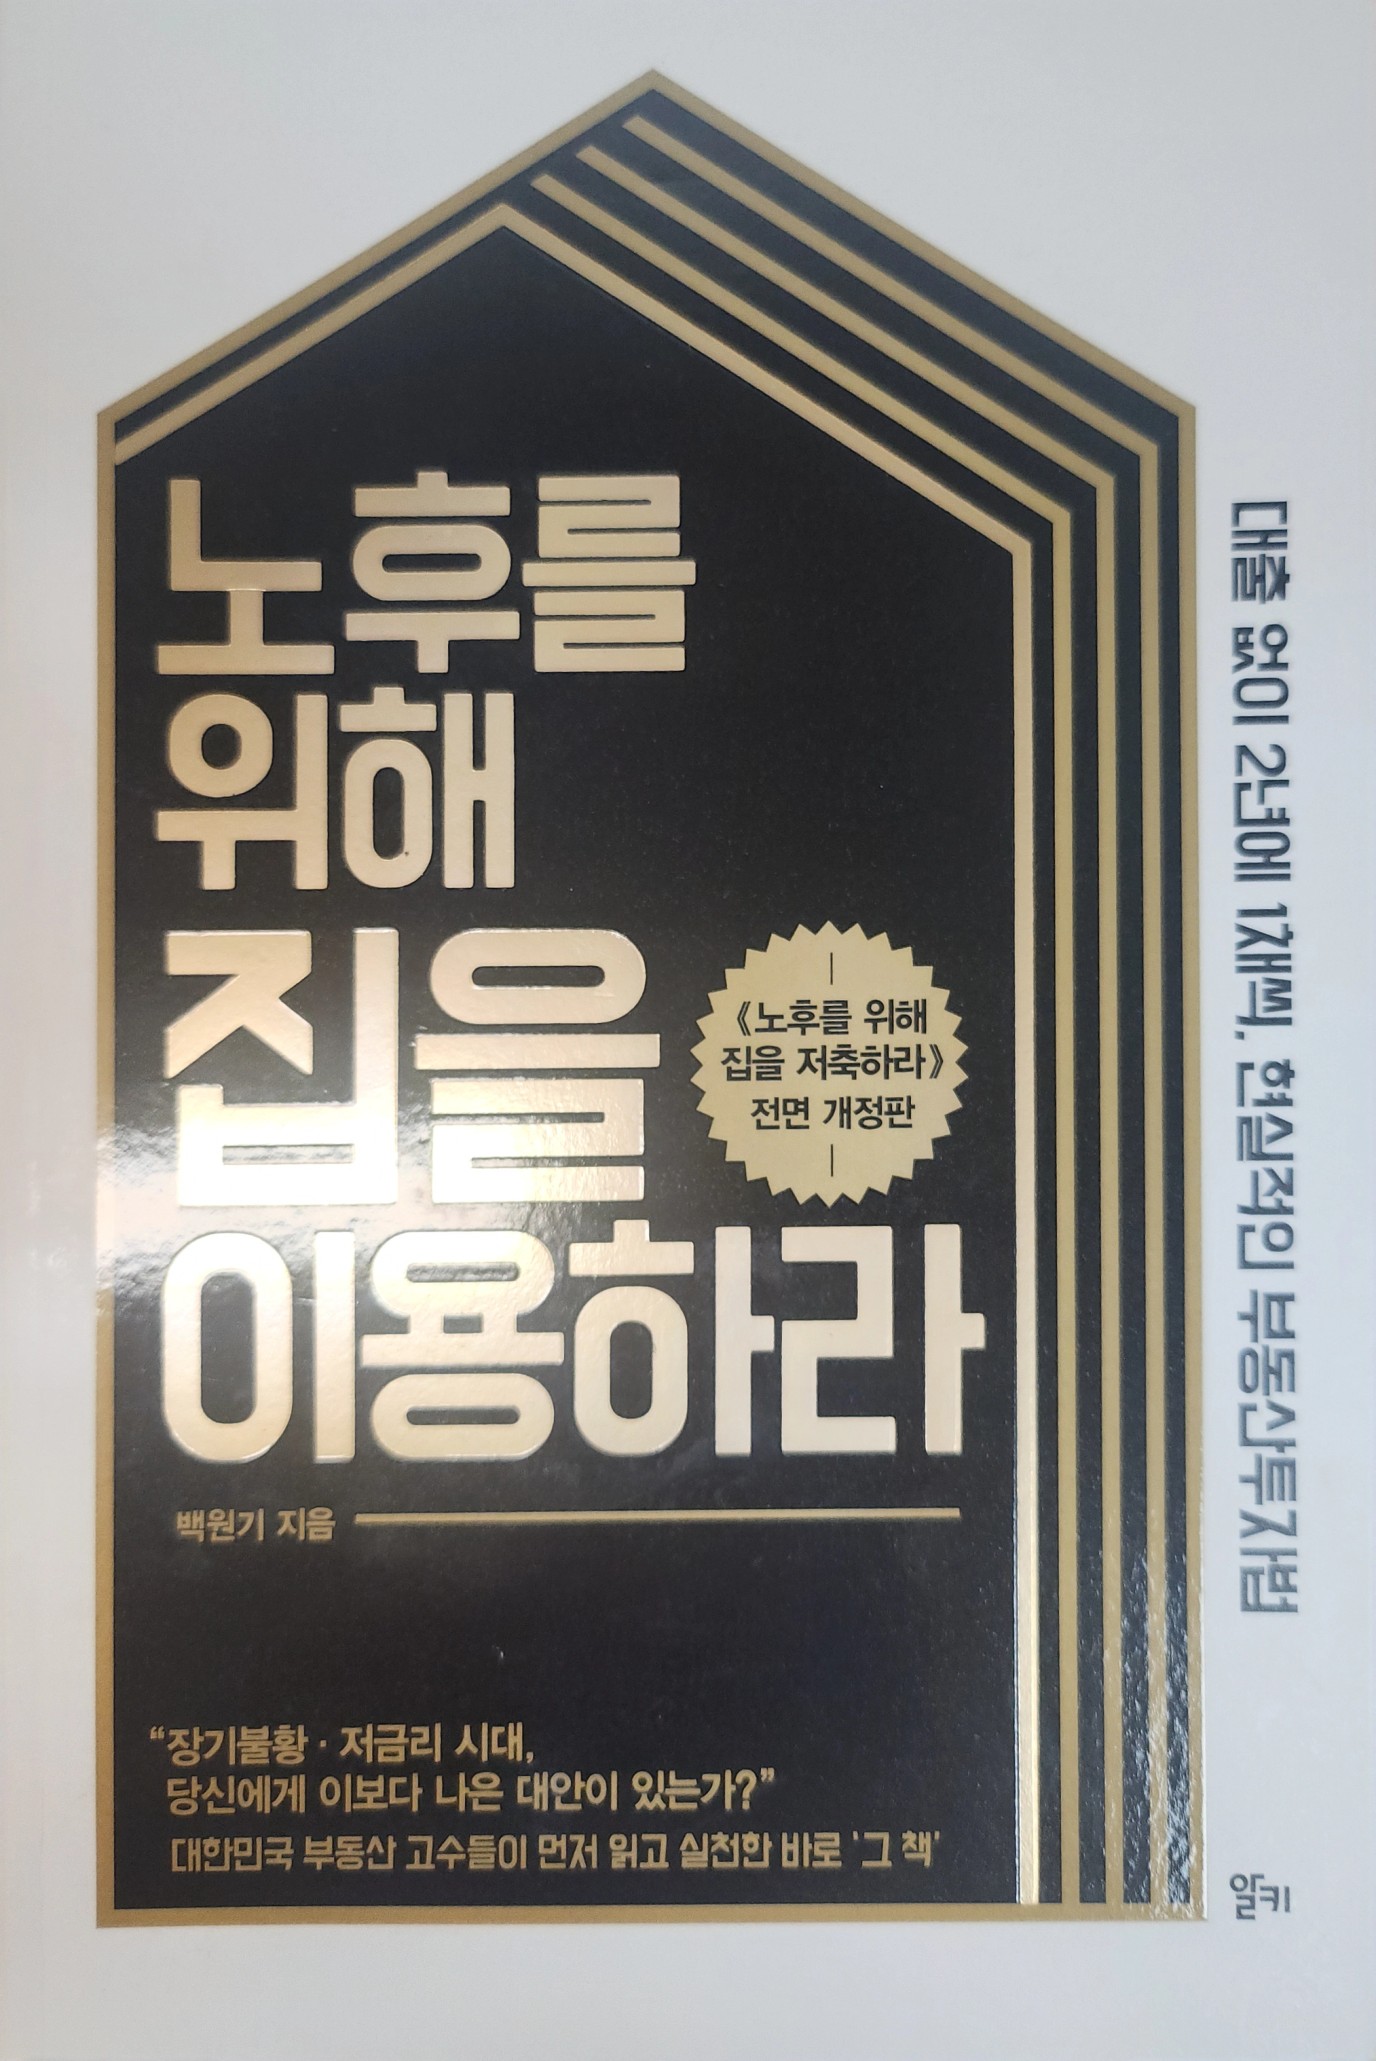 노후를
위해
집을
이용하라
《노후를 위해
집을 저축하라》
전면 개정판
백원기 지음
“장기불황·저금리 시대,
당신에게 이보다 나은 대안이 있는가?”
대한민국 부동산 고수들이 먼저 읽고 실천한 바로 '그 책'
대출 없이 2년에 1채씩, 현실적인 부동산투자법
알키